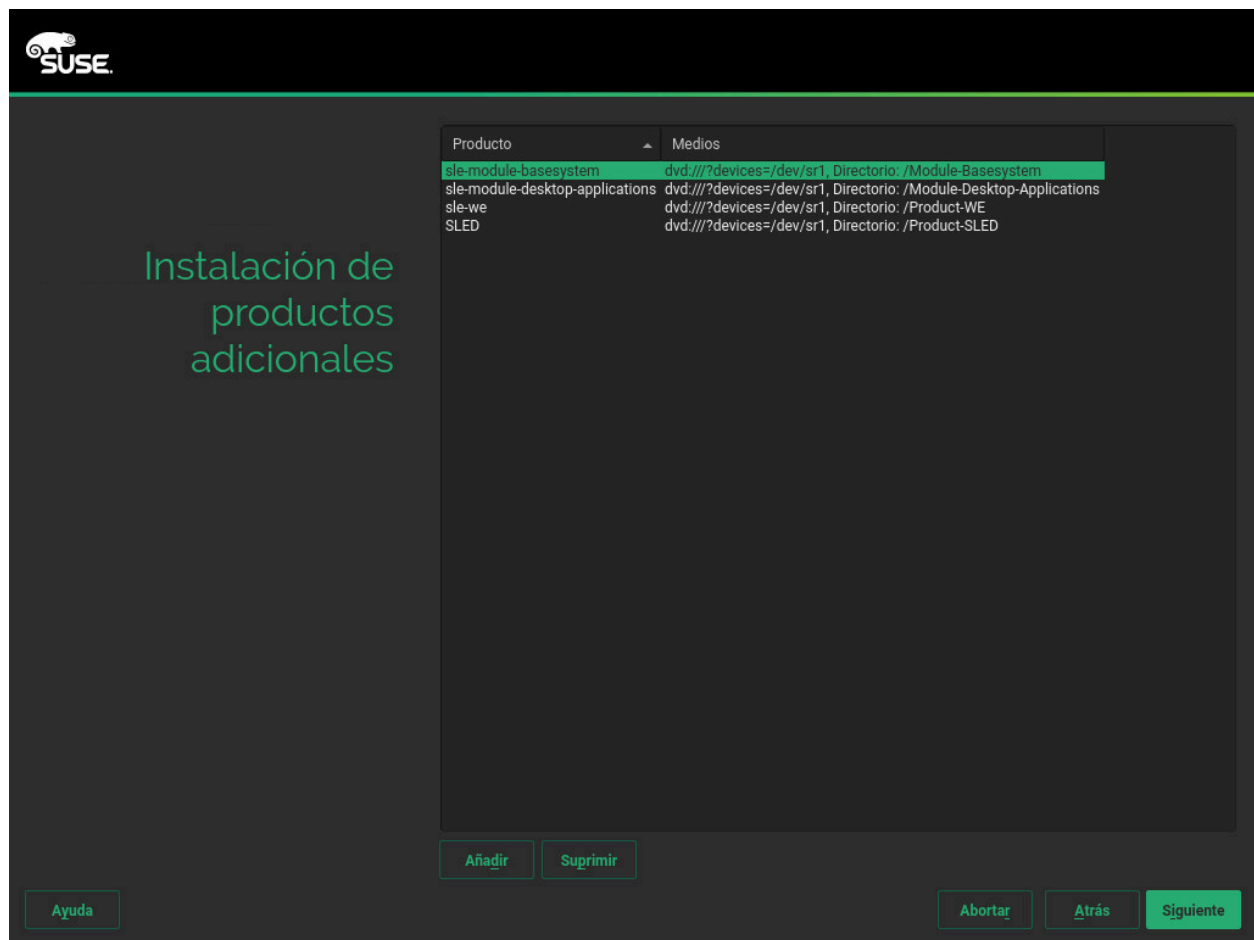 SUSE.
Producto Medios
sle-module-basesystem dvd:///?devices=/dev/sr1, Directorio: /Module-Basesystem
sle-module-desktop-applications dvd:///?devices=/dev/sr1, Directorio: /Module-Desktop-Applications
sle-we dvd:///?devices=/dev/sr1, Directorio: /Product-WE
SLED dvd:///?devices=/dev/sr1, Directorio: /Product-SLED
Instalación de
productos
adicionales
Añadir Suprimir
Ayuda Abortar Atrás Siguiente